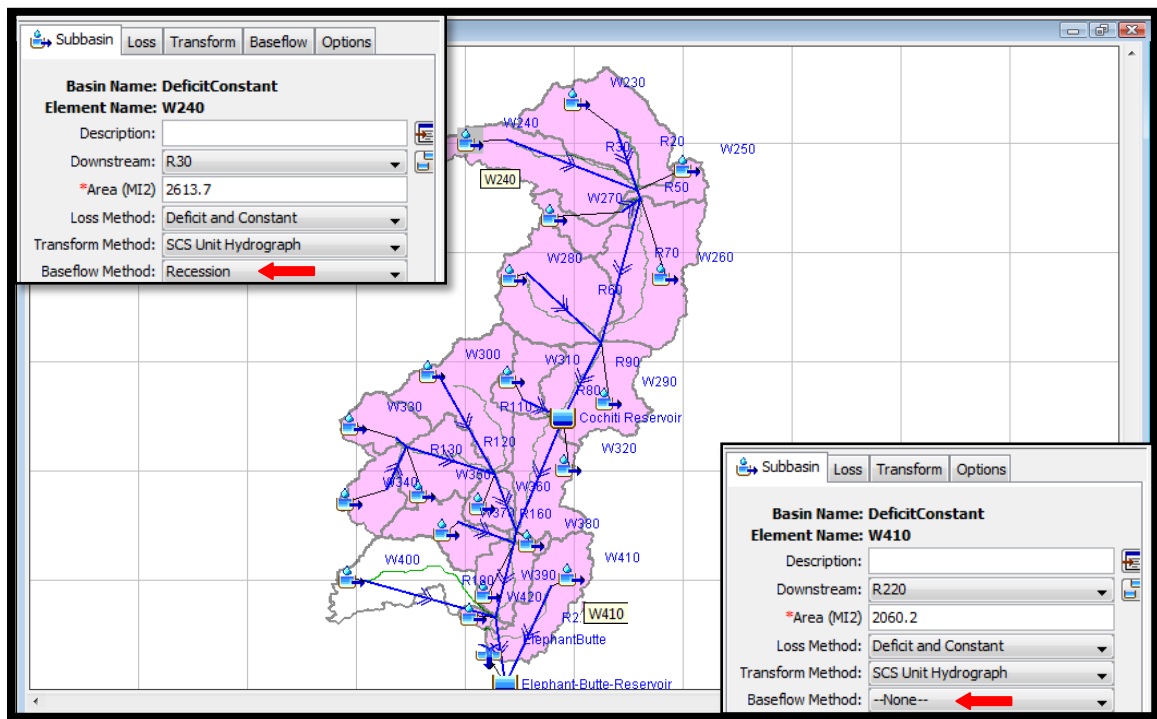 Subbasin Loss Transform Baseflow Options
Basin Name: DeficitConstant
Element Name: W240
Description:
Downstream: R30
*Area (MI2) 2613.7
Loss Method: Deficit and Constant
Transform Method: SCS Unit Hydrograph
Baseflow Method: Recession
W230
W240
R30
R20
W250
W240
R50
W270
W280
R70
W260
R60
W300
W310
R90
W290
R80
W330
R110
Cochiti Reservoir
R120
R130
W320
W340
W350
W360
W370
R160
W380
W400
W410
R180
W390
W420
R2
W410
ElephantButte
Elephant-Butte-Reservoir
Subbasin Loss Transform Options
Basin Name: DeficitConstant
Element Name: W410
Description:
Downstream: R220
*Area (MI2) 2060.2
Loss Method: Deficit and Constant
Transform Method: SCS Unit Hydrograph
Baseflow Method: --None--